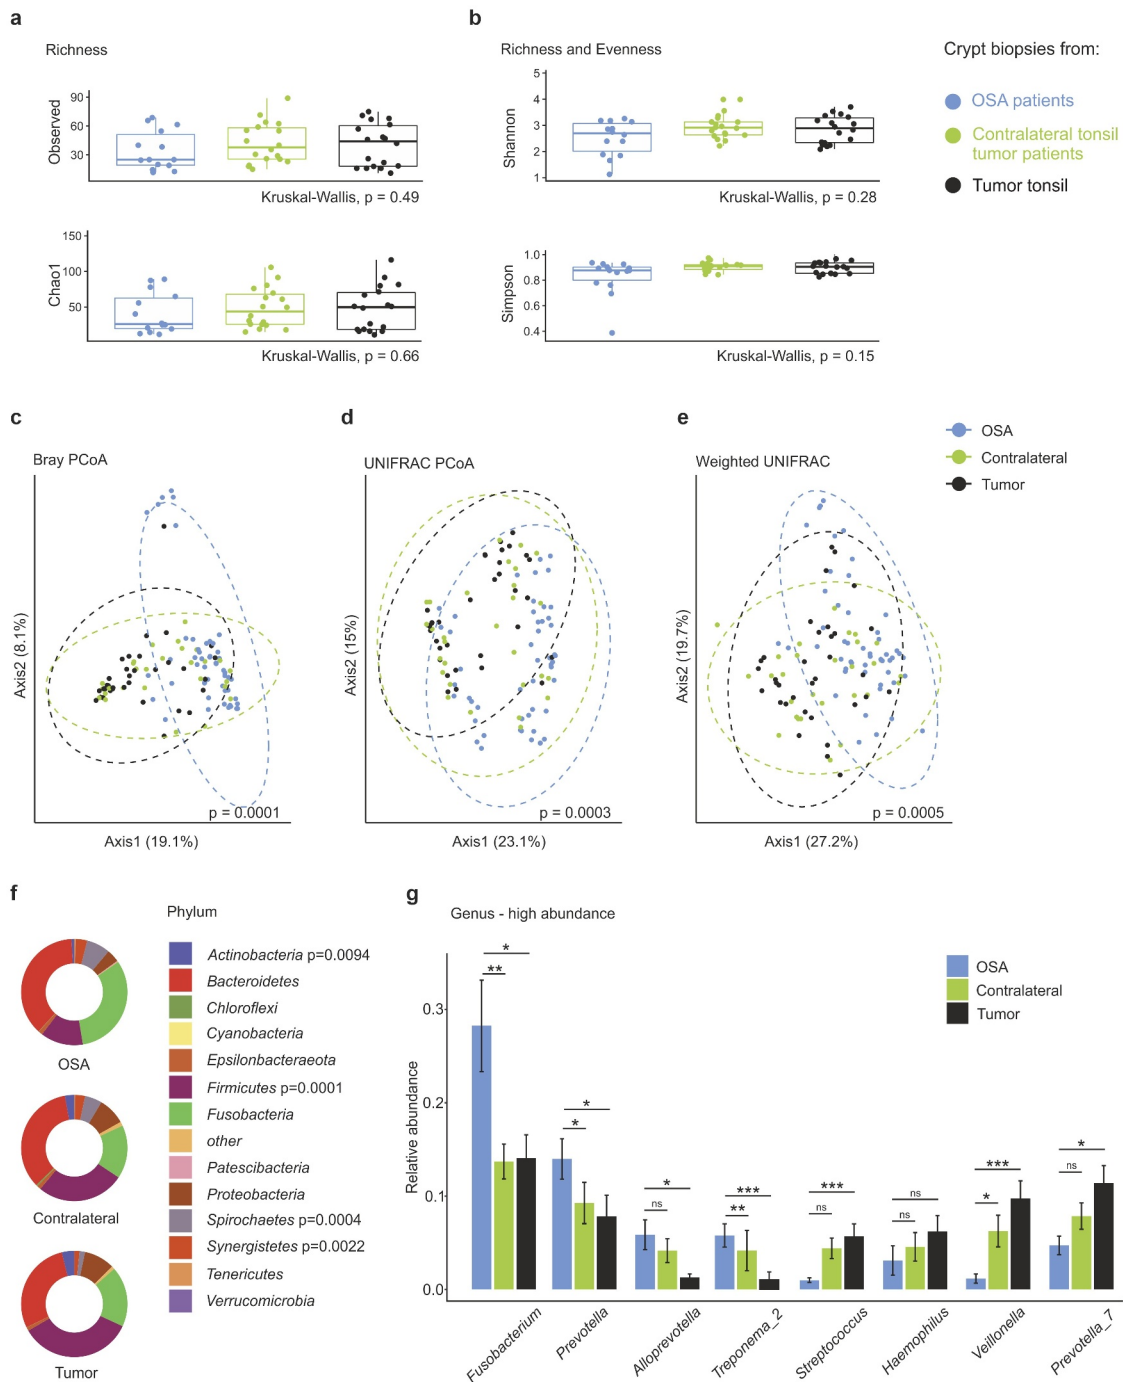 a
Richness
Observed
90
60
30
Kruskal-Wallis, p = 0.49
Chao1
150
100
50
Kruskal-Wallis, p = 0.66
b
Richness and Evenness
Shannon
5
4
3
2
1
Kruskal-Wallis, p = 0.28
Simpson
1.0
0.8
0.6
0.4
Kruskal-Wallis, p = 0.15
Crypt biopsies from:
OSA patients
Contralateral tonsil
tumor patients
Tumor tonsil
c
Bray PCoA
Axis2 (8.1%)
p = 0.0001
Axis1 (19.1%)
d
UNIFRAC PCoA
Axis2 (15%)
p = 0.0003
Axis1 (23.1%)
e
Weighted UNIFRAC
Axis2 (19.7%)
p = 0.0005
Axis1 (27.2%)
OSA
Contralateral
Tumor
f
OSA
Contralateral
Tumor
Phylum
Actinobacteria p=0.0094
Bacteroidetes
Chloroflexi
Cyanobacteria
Epsilonbacteraeota
Firmicutes p=0.0001
Fusobacteria
other
Patescibacteria
Proteobacteria
Spirochaetes p=0.0004
Synergistetes p=0.0022
Tenericutes
Verrucomicrobia
g
Genus - high abundance
OSA
Contralateral
Tumor
Relative abundance
0.3
0.2
0.1
0.0
*
**
*
*
*
ns
***
**
***
ns
ns
ns
***
*
*
ns
Fusobacterium
Prevotella
Alloprevotella
Treponema_2
Streptococcus
Haemophilus
Veillonella
Prevotella_7